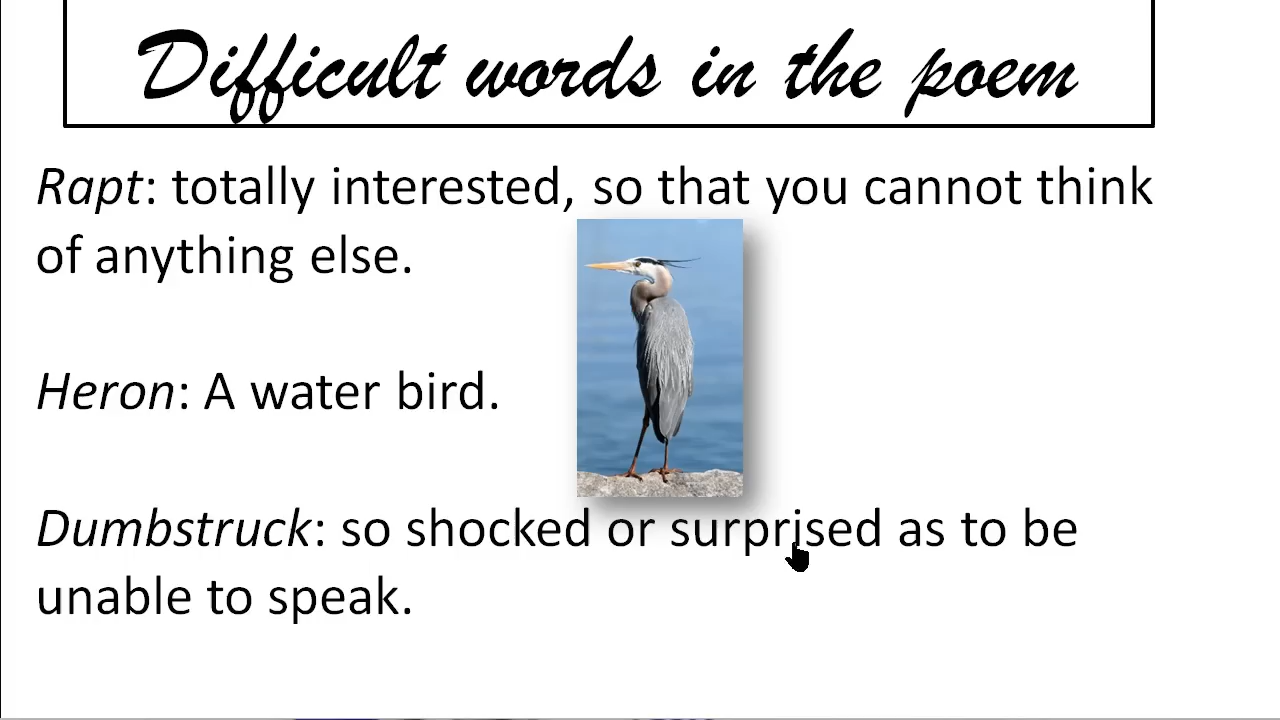 Difficult words in the poem
Rapt: totally interested, so that you cannot think
of anything else.
Heron: A water bird.
Dumbstruck: so shocked or surprised as to be
unable to speak.